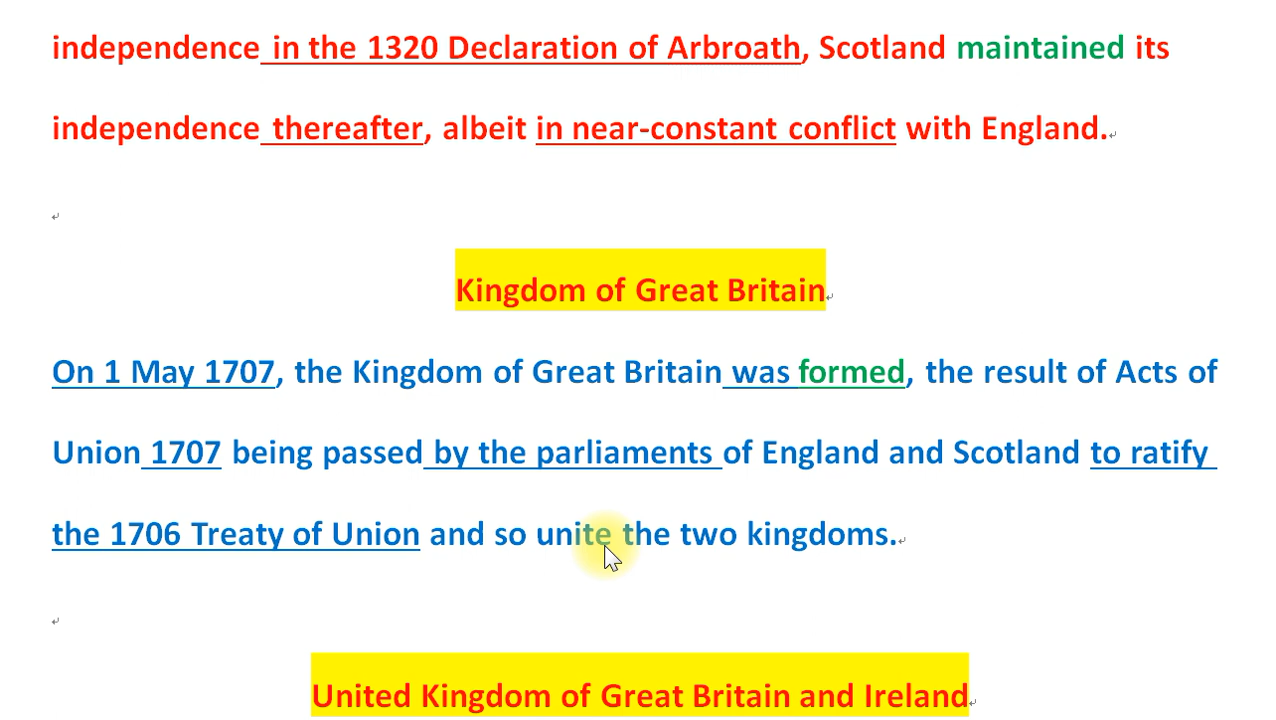 independence in the 1320 Declaration of Arbroath, Scotland maintained its
independence thereafter, albeit in near-constant conflict with England.
Kingdom of Great Britain
On 1 May 1707, the Kingdom of Great Britain was formed, the result of Acts of
Union 1707 being passed by the parliaments of England and Scotland to ratify
the 1706 Treaty of Union and so unite the two kingdoms.
United Kingdom of Great Britain and Ireland